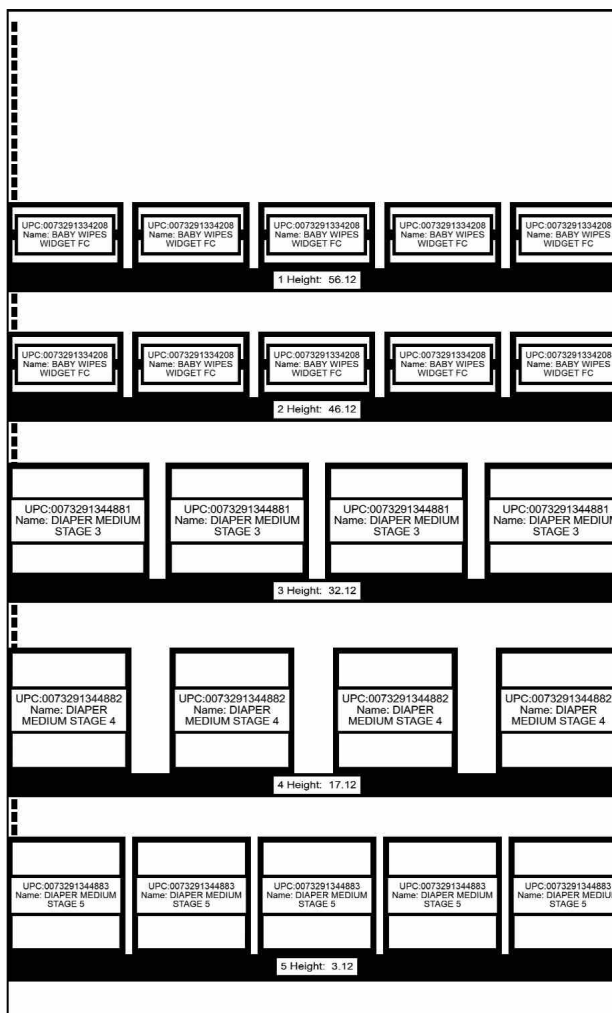 UPC:0073291334208
Name: BABY WIPES
WIDGET FC
UPC:0073291334208
Name: BABY WIPES
WIDGET FC
UPC:0073291334208
Name: BABY WIPES
WIDGET FC
UPC:0073291334208
Name: BABY WIPES
WIDGET FC
UPC:0073291334208
Name: BABY WIPES
WIDGET FC
1 Height: 56.12
UPC:0073291334208
Name: BABY WIPES
WIDGET FC
UPC:0073291334208
Name: BABY WIPES
WIDGET FC
UPC:0073291334208
Name: BABY WIPES
WIDGET FC
UPC:0073291334208
Name: BABY WIPES
WIDGET FC
UPC:0073291334208
Name: BABY WIPES
WIDGET FC
2 Height: 46.12
UPC:0073291344881
Name: DIAPER MEDIUM
STAGE 3
UPC:0073291344881
Name: DIAPER MEDIUM
STAGE 3
UPC:0073291344881
Name: DIAPER MEDIUM
STAGE 3
UPC:0073291344881
Name: DIAPER MEDIUM
STAGE 3
3 Height: 32.12
UPC:0073291344882
Name: DIAPER
MEDIUM STAGE 4
UPC:0073291344882
Name: DIAPER
MEDIUM STAGE 4
UPC:0073291344882
Name: DIAPER
MEDIUM STAGE 4
UPC:0073291344882
Name: DIAPER
MEDIUM STAGE 4
4 Height: 17.12
UPC:0073291344883
Name: DIAPER MEDIUM
STAGE 5
UPC:0073291344883
Name: DIAPER MEDIUM
STAGE 5
UPC:0073291344883
Name: DIAPER MEDIUM
STAGE 5
UPC:0073291344883
Name: DIAPER MEDIUM
STAGE 5
UPC:0073291344883
Name: DIAPER MEDIUM
STAGE 5
5 Height: 3.12